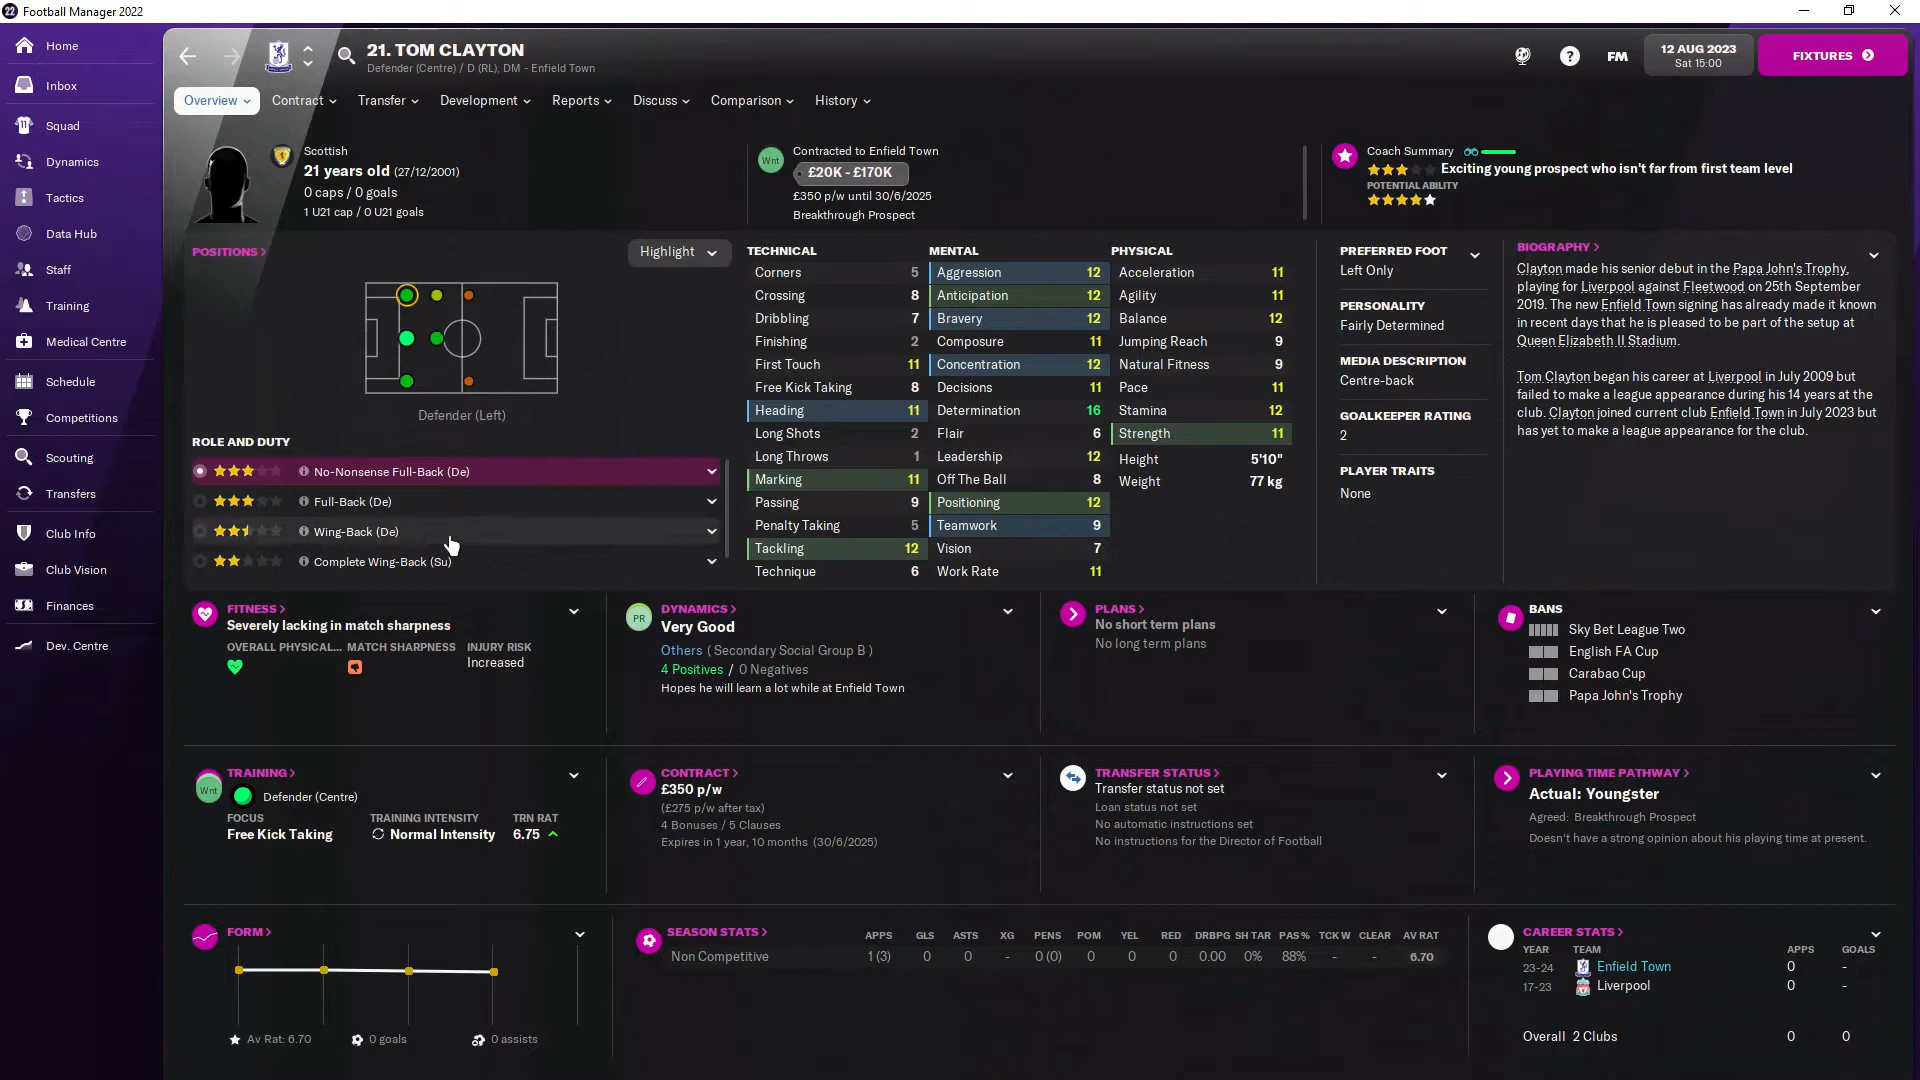 22 Football Manager 2022
Home
Inbox
Squad
Dynamics
Tactics
Data Hub
Staff
Training
Medical Centre
Schedule
Competitions
Scouting
Transfers
Club Info
Club Vision
Finances
Dev. Centre
21. TOM CLAYTON
Defender (Centre) / D (RL), DM - Enfield Town
FM
12 AUG 2023
Sat 15:00
FIXTURES
Overview Contract Transfer Development Reports Discuss Comparison History
Scottish
21 years old (27/12/2001)
0 caps / 0 goals
1 U21 cap / 0 U21 goals
Wnt
Contracted to Enfield Town
£20K - £170K
£350 p/w until 30/6/2025
Breakthrough Prospect
Coach Summary
Exciting young prospect who isn't far from first team level
POTENTIAL ABILITY
POSITIONS >
Highlight
Defender (Left)
ROLE AND DUTY
No-Nonsense Full-Back (De)
Full-Back (De)
Wing-Back (De)
Complete Wing-Back (Su)
TECHNICAL
Corners 5
Crossing 8
Dribbling 7
Finishing 2
First Touch 11
Free Kick Taking 8
Heading 11
Long Shots 2
Long Throws 1
Marking 11
Passing 9
Penalty Taking 5
Tackling 12
Technique 6
MENTAL
Aggression 12
Anticipation 12
Bravery 12
Composure 11
Concentration 12
Decisions 11
Determination 16
Flair 6
Leadership 12
Off The Ball 8
Positioning 12
Teamwork 9
Vision 7
Work Rate 11
PHYSICAL
Acceleration 11
Agility 11
Balance 12
Jumping Reach 9
Natural Fitness 9
Pace 11
Stamina 12
Strength 11
Height 5'10"
Weight 77 kg
PREFERRED FOOT
Left Only
PERSONALITY
Fairly Determined
MEDIA DESCRIPTION
Centre-back
GOALKEEPER RATING
2
PLAYER TRAITS
None
BIOGRAPHY >
Clayton made his senior debut in the Papa John's Trophy,
playing for Liverpool against Fleetwood on 25th September
2019. The new Enfield Town signing has already made it known
in recent days that he is pleased to be part of the setup at
Queen Elizabeth II Stadium.
Tom Clayton began his career at Liverpool in July 2009 but
failed to make a league appearance during his 14 years at the
club. Clayton joined current club Enfield Town in July 2023 but
has yet to make a league appearance for the club.
FITNESS >
Severely lacking in match sharpness
OVERALL PHYSICAL... MATCH SHARPNESS INJURY RISK
Increased
PR
DYNAMICS >
Very Good
Others ( Secondary Social Group B )
4 Positives / 0 Negatives
Hopes he will learn a lot while at Enfield Town
PLANS >
No short term plans
No long term plans
BANS
Sky Bet League Two
English FA Cup
Carabao Cup
Papa John's Trophy
Wnt
TRAINING >
Defender (Centre)
FOCUS TRAINING INTENSITY TRN RAT
Free Kick Taking Normal Intensity 6.75
CONTRACT >
£350 p/w
(£275 p/w after tax)
4 Bonuses / 5 Clauses
Expires in 1 year, 10 months (30/6/2025)
TRANSFER STATUS >
Transfer status not set
Loan status not set
No automatic instructions set
No instructions for the Director of Football
PLAYING TIME PATHWAY >
Actual: Youngster
Agreed: Breakthrough Prospect
Doesn't have a strong opinion about his playing time at present.
FORM >
Av Rat: 6.70 0 goals 0 assists
SEASON STATS > APPS GLS ASTS XG PENS POM YEL RED DRBPG SH TAR PAS % TCK W CLEAR AV RAT
Non Competitive 1 (3) 0 0 - 0 (0) 0 0 0 0.00 0% 88% - - 6.70
CAREER STATS >
YEAR TEAM APPS GOALS
23-24 Enfield Town 0 -
17-23 Liverpool 0 -
Overall 2 Clubs 0 0